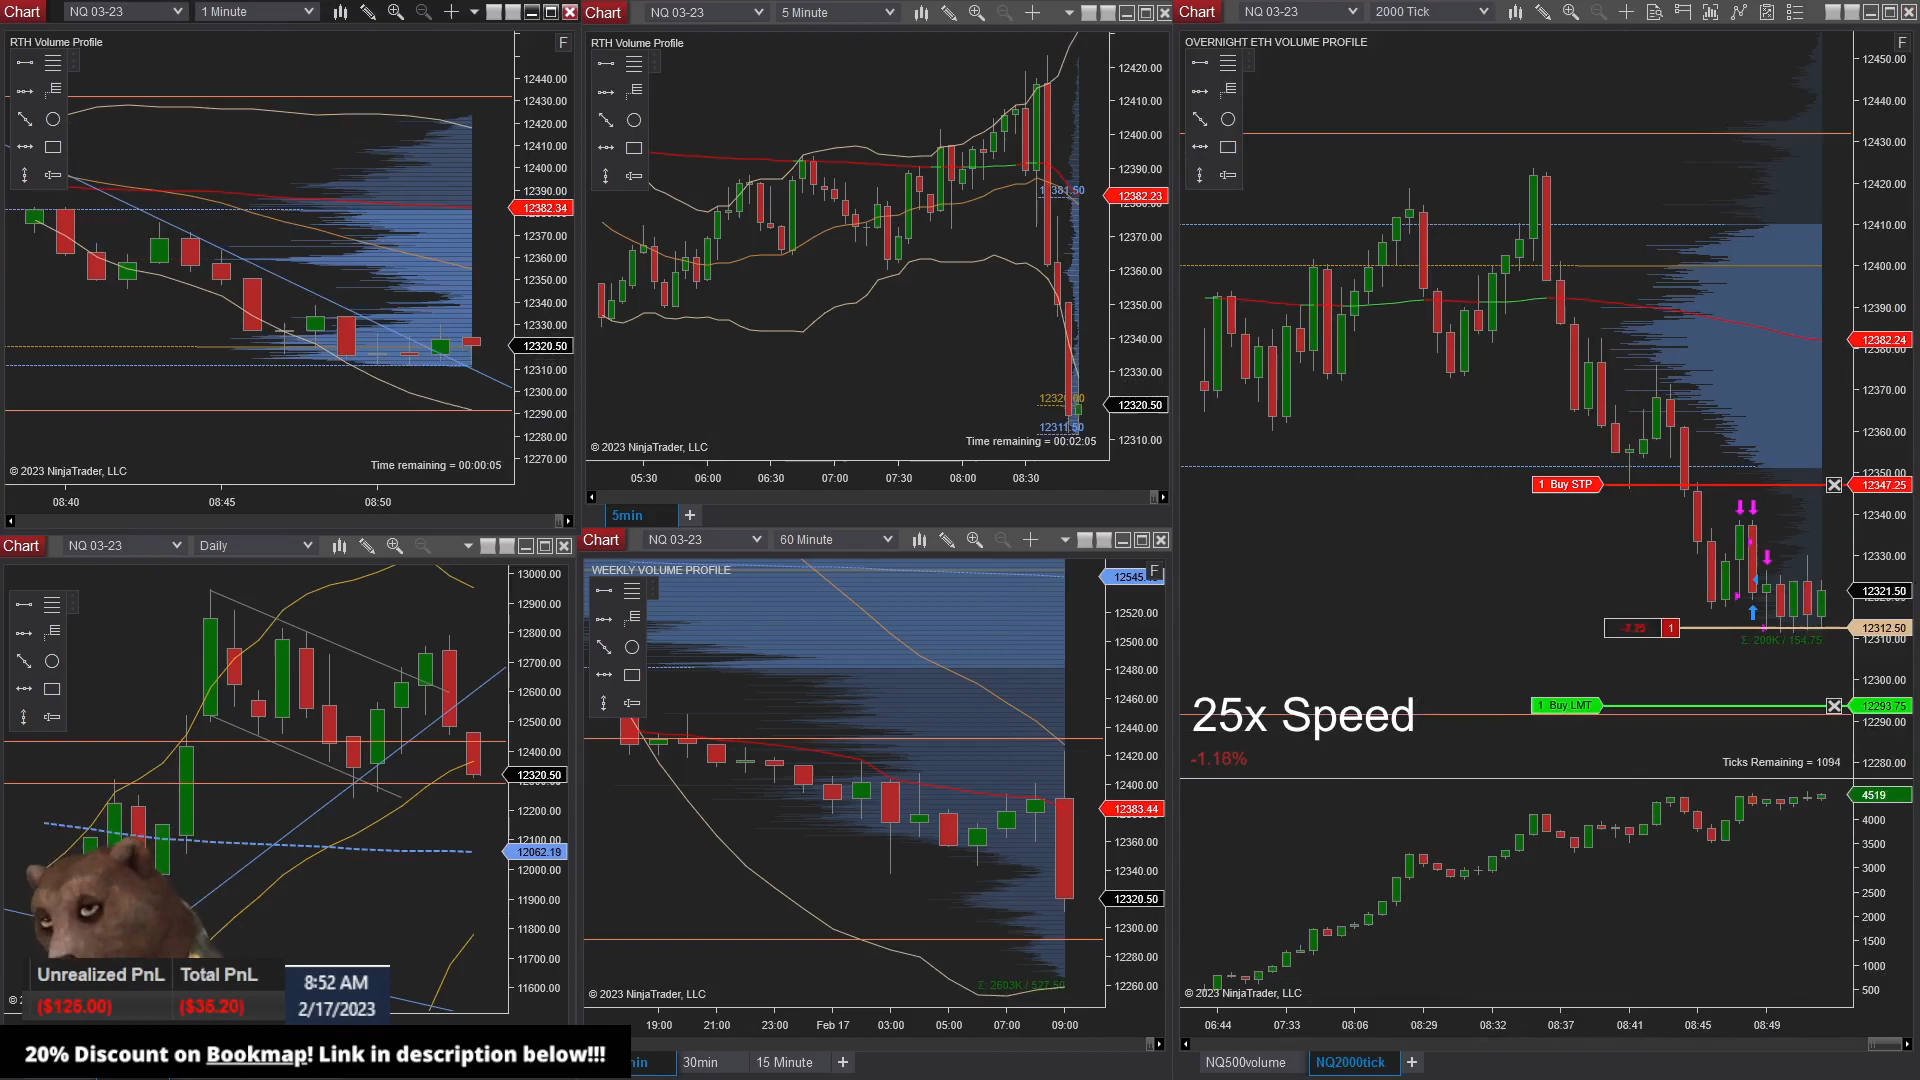 Chart NQ 03-23 1 Minute
RTH Volume Profile
F
12440.00
12430.00
12420.00
12410.00
12400.00
12390.00
12382.34
12370.00
12360.00
12350.00
12340.00
12330.00
12320.50
12310.00
12300.00
12290.00
12280.00
12270.00
Time remaining = 00:00:05
© 2023 NinjaTrader, LLC
08:40 08:45 08:50
Chart NQ 03-23 5 Minute
RTH Volume Profile
12420.00
12410.00
12400.00
12390.00
12381.50
12382.23
12370.00
12360.00
12350.00
12340.00
12330.00
12320.50
12311.50
12310.00
Time remaining = 00:02:05
© 2023 NinjaTrader, LLC
05:30 06:00 06:30 07:00 07:30 08:00 08:30
5min
Chart NQ 03-23 2000 Tick
OVERNIGHT ETH VOLUME PROFILE
F
12450.00
12440.00
12430.00
12420.00
12410.00
12400.00
12390.00
12382.24
12370.00
12360.00
12350.00
1 Buy STP
12347.25
12340.00
12330.00
12321.50
-7.25 1
12312.50
12310.00
Σ: 200K / 154.75
12300.00
1 Buy LMT
12293.75
12290.00
25x Speed
-1.18%
Ticks Remaining = 1094
12280.00
4519
4000
3500
3000
2500
2000
1500
1000
500
© 2023 NinjaTrader, LLC
06:44 07:33 08:06 08:29 08:32 08:37 08:41 08:45 08:49
NQ500volume NQ2000tick
Chart NQ 03-23 Daily
13000.00
12900.00
12800.00
12700.00
12600.00
12500.00
12400.00
12320.50
12200.00
12100.00
12062.19
12000.00
11900.00
11800.00
11700.00
11600.00
©
Unrealized PnL Total PnL
($125.00) ($35.20)
8:52 AM
2/17/2023
20% Discount on Bookmap! Link in description below!!!
Chart NQ 03-23 60 Minute
WEEKLY VOLUME PROFILE
F
12520.00
12500.00
12480.00
12460.00
12440.00
12420.00
12400.00
12383.44
12360.00
12340.00
12320.50
12300.00
12280.00
12260.00
Σ: 2603K / 527.50
© 2023 NinjaTrader, LLC
19:00 21:00 23:00 Feb 17 03:00 05:00 07:00 09:00
30min 15 Minute